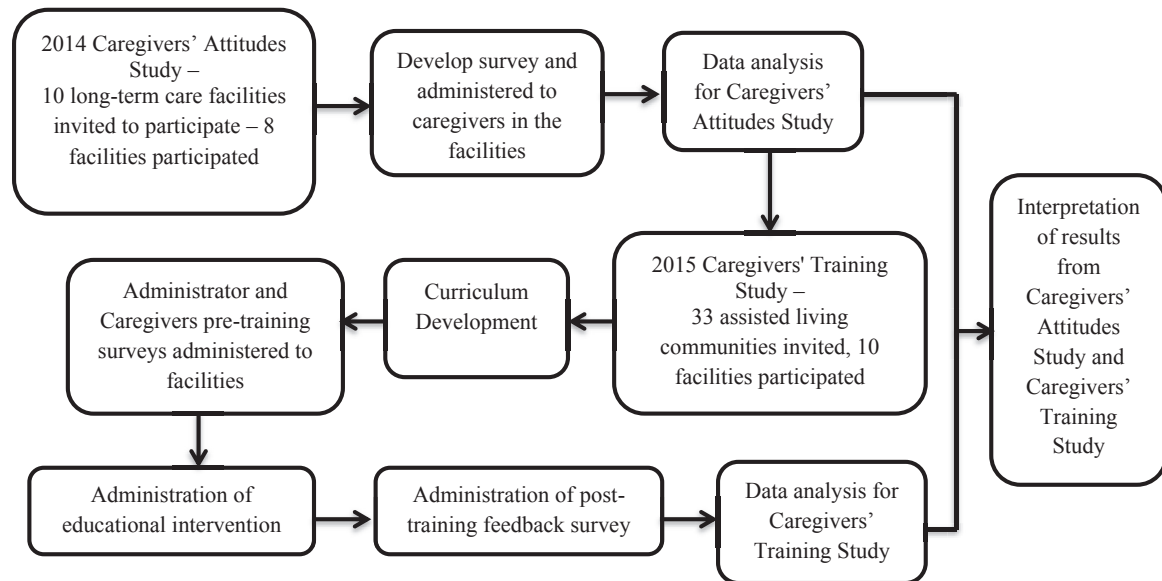 2014 Caregivers’ Attitudes
Study –
10 long-term care facilities
invited to participate – 8
facilities participated
Develop survey and
administered to
caregivers in the
facilities
Data analysis
for Caregivers’
Attitudes Study
2015 Caregivers' Training
Study –
33 assisted living
communities invited, 10
facilities participated
Curriculum
Development
Administrator and
Caregivers pre-training
surveys administered to
facilities
Administration of
educational intervention
Administration of post-
training feedback survey
Data analysis for
Caregivers’
Training Study
Interpretation
of results
from
Caregivers’
Attitudes
Study and
Caregivers’
Training
Study